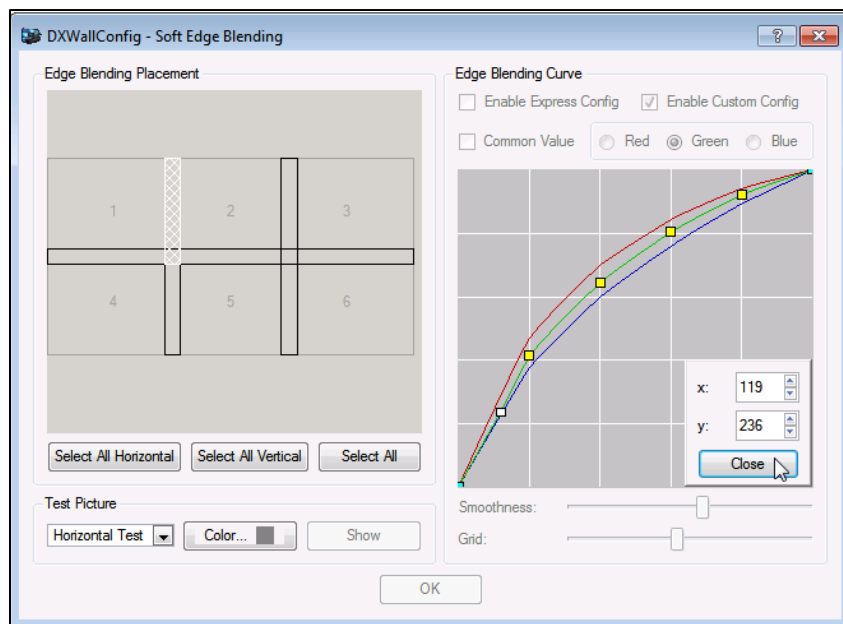 DXWallConfig - Soft Edge Blending
Edge Blending Placement
1 2 3
4 5 6
Select All Horizontal Select All Vertical Select All
Test Picture
Horizontal Test Color... Show
Edge Blending Curve
Enable Express Config Enable Custom Config
Common Value Red Green Blue
x: 119
y: 236
Close
Smoothness:
Grid:
OK